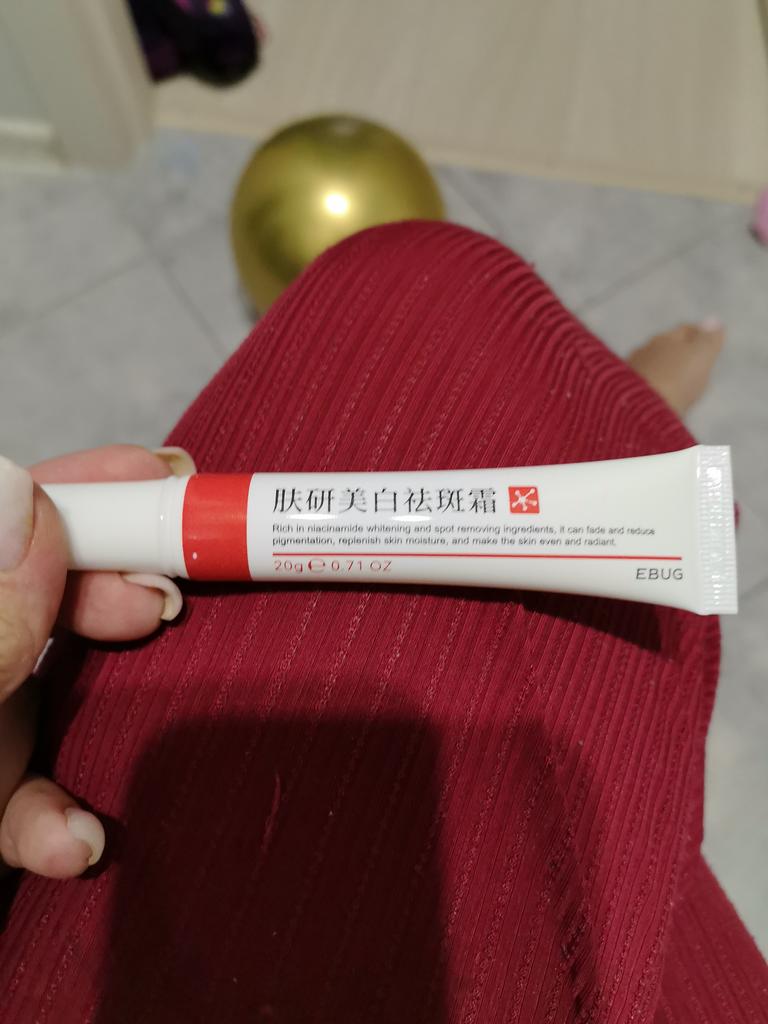 肤研美白祛斑霜
Rich in niacinamide whitening and spot removing ingredients, it can fade and reduce
pigmentation, replenish skin moisture, and make the skin even and radiant.
20g ℮ 0.71 OZ
EBUG